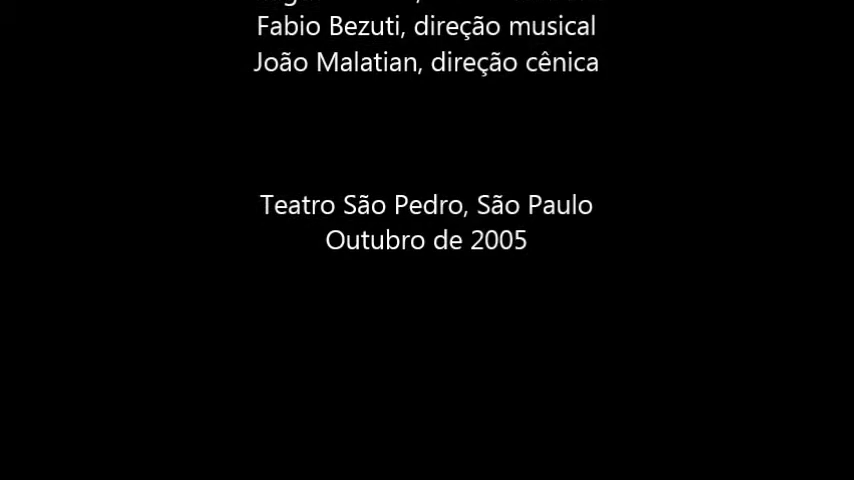 Fabio Bezuti, direção musical
João Malatian, direção cênica
Teatro São Pedro, São Paulo
Outubro de 2005